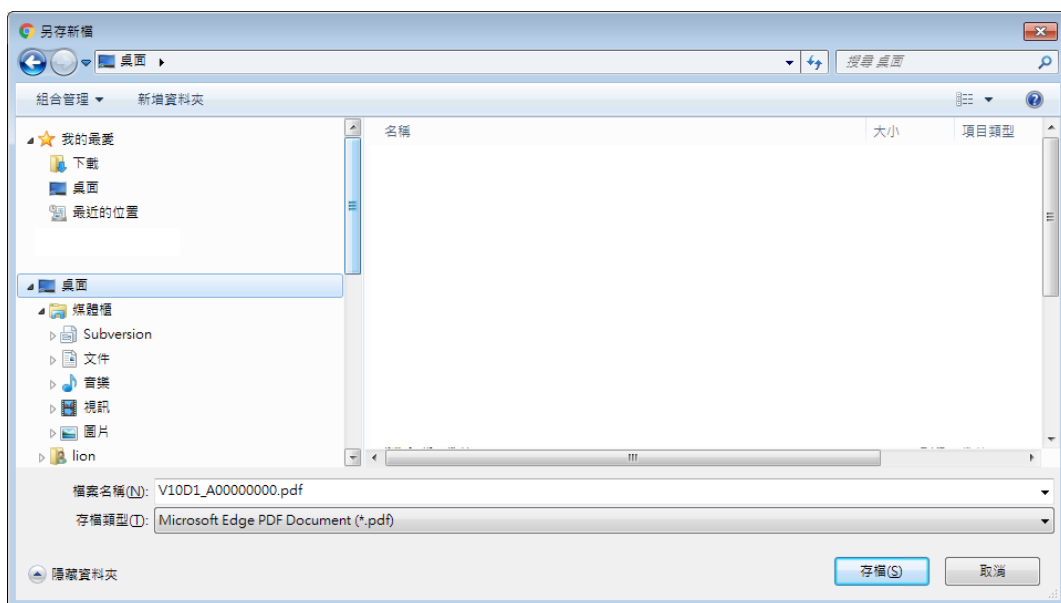 另存新檔
桌面
搜尋 桌面
組合管理
新增資料夾
名稱
大小
項目類型
我的最愛
下載
桌面
最近的位置
桌面
媒體櫃
Subversion
文件
音樂
視訊
圖片
lion
檔案名稱(N): V10D1_A00000000.pdf
存檔類型(T): Microsoft Edge PDF Document (*.pdf)
隱藏資料夾
存檔(S)
取消